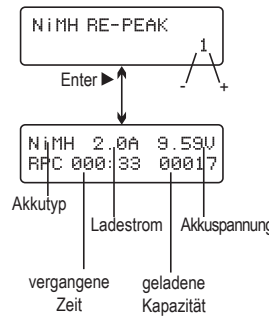 NiMH RE-PEAK
1
Enter ▶
- +
NiMH 2.0A 9.59V
RPC 000:33 00017
Akkutyp
Ladestrom Akkuspannung
vergangene Zeit
geladene Kapazität